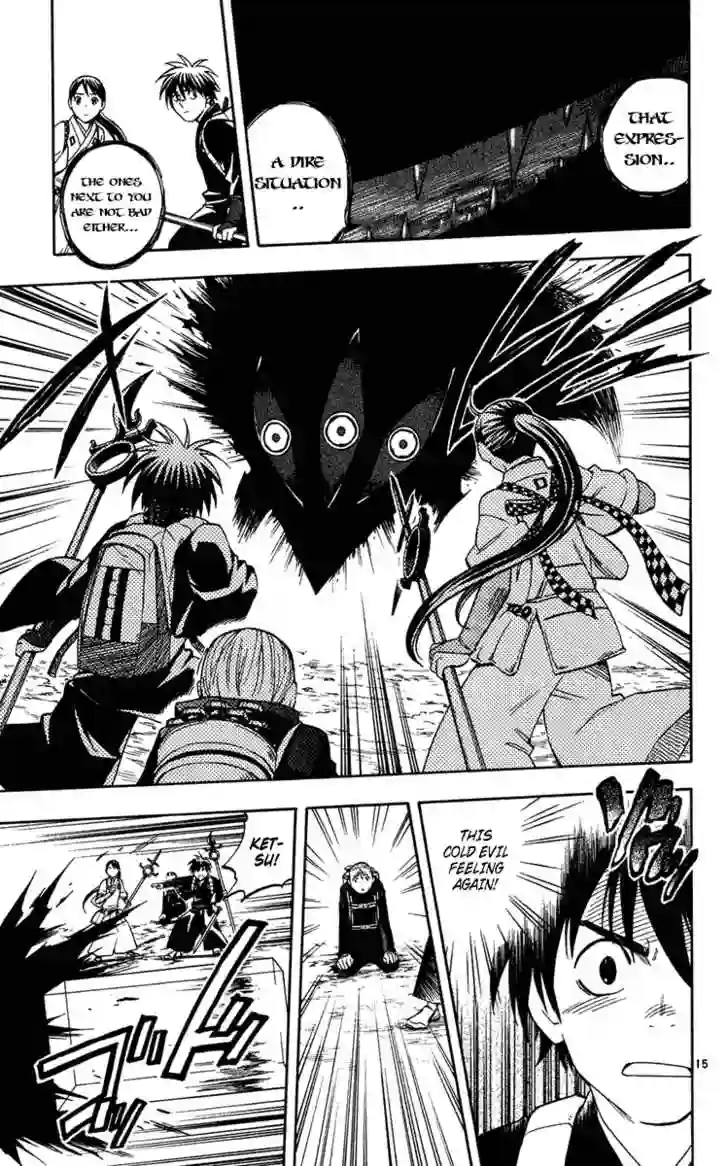 THAT
EXPRES-
SION..
A DIRE
SITUATION
..
THE ONES
NEXT TO YOU
ARE NOT BAD
EITHER...
THIS
COLD EVIL
FEELING
AGAIN!
KET-
SU!
15